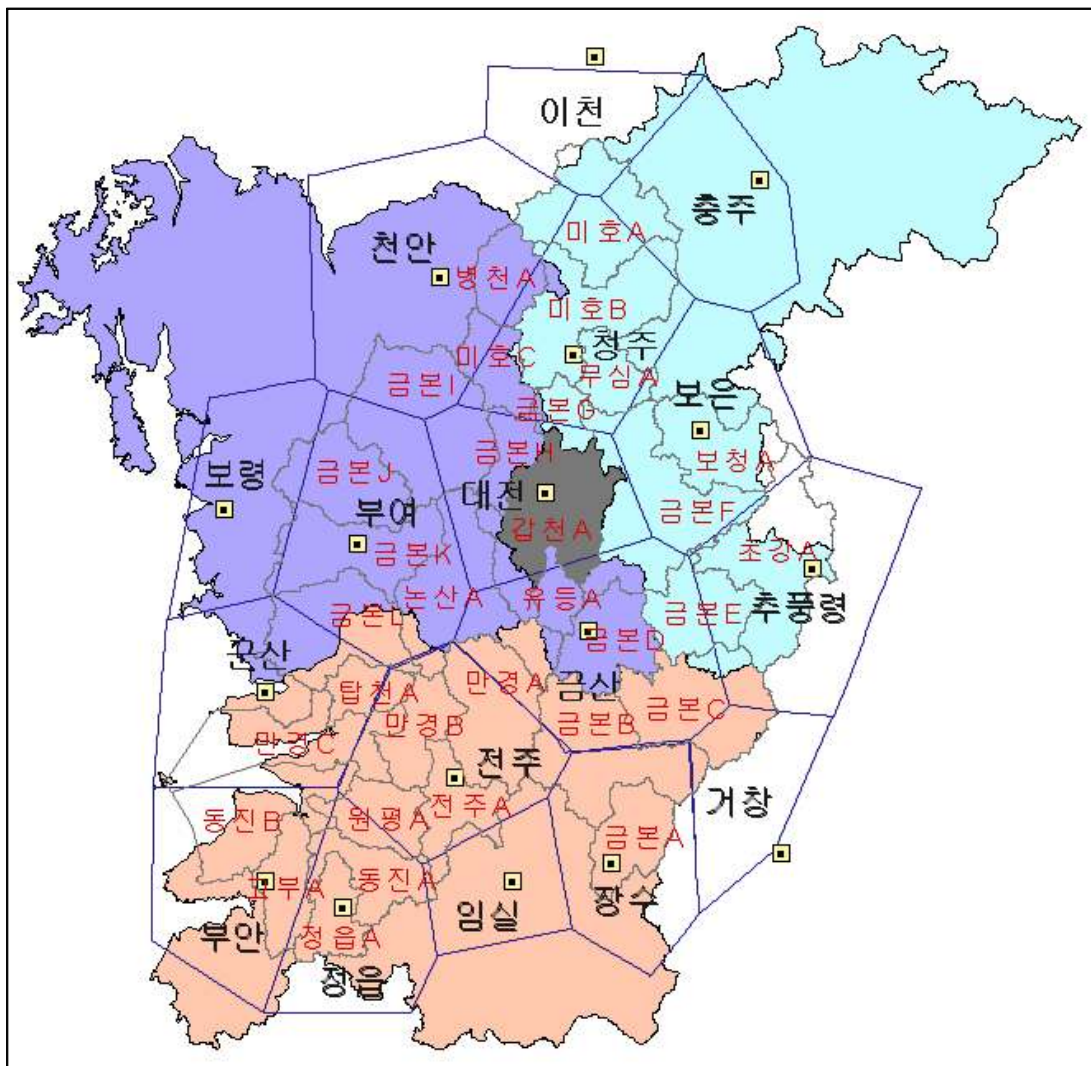 이천
충주
미호A
천안
병천A
미호B
청주
미호C
무심A
금본I
보은
금본G
금본H
보청A
금본J
보령
대전
부여
금본F
갑천A
금본K
초강A
논산A
유등A
금본L
금본E
추풍령
금본D
군산
만경A
금산
탑천A
금본C
만경B
금본B
만경C
전주
거창
동진B
원평A
전주A
금본A
동진A
고부A
장수
임실
부안
정읍A
정읍